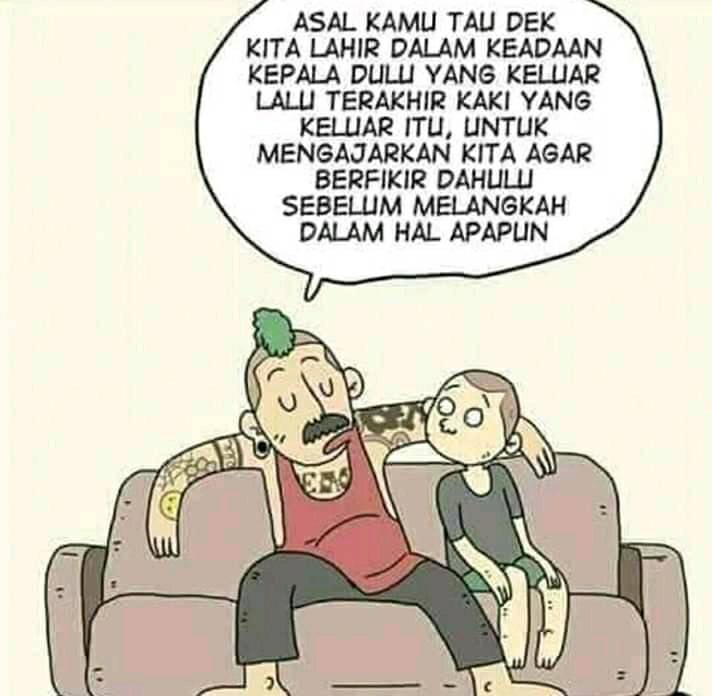 ASAL KAMU TAU DEK
KITA LAHIR DALAM KEADAAN
KEPALA DULU YANG KELUAR
LALU TERAKHIR KAKI YANG
KELUAR ITU, UNTUK
MENGAJARKAN KITA AGAR
BERFIKIR DAHULU
SEBELUM MELANGKAH
DALAM HAL APAPUN